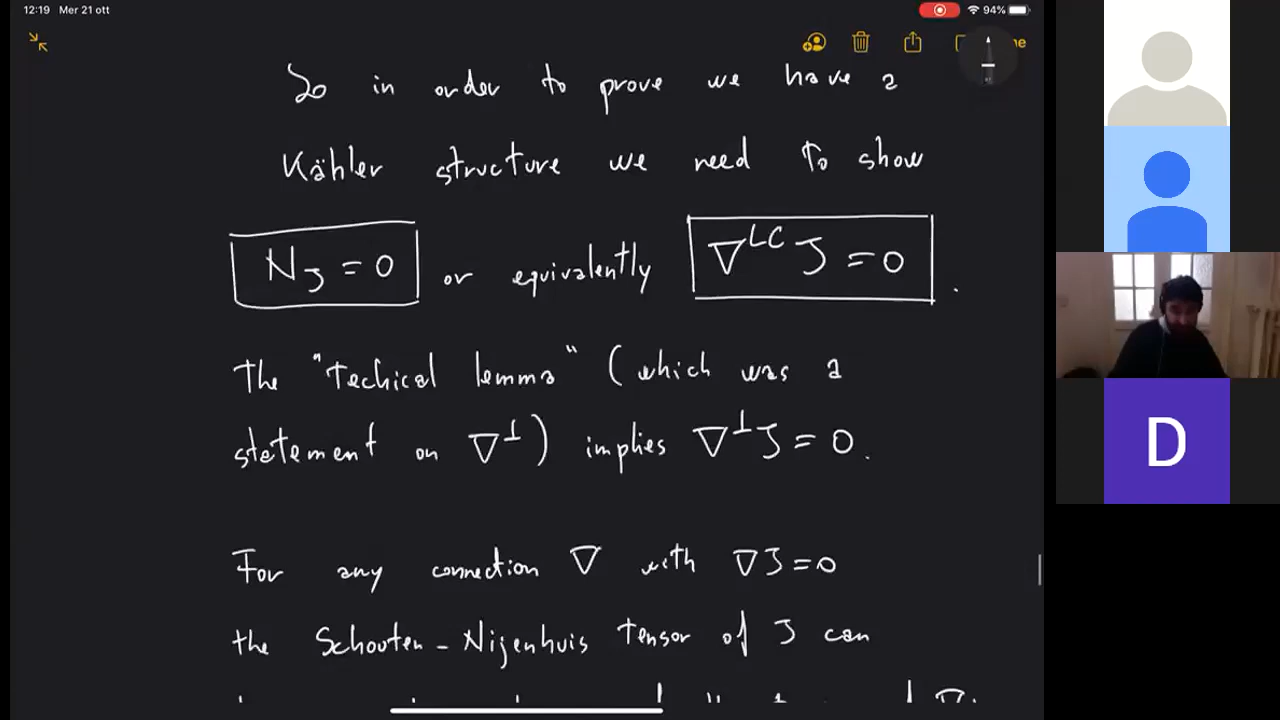 12:19 Mer 21 ott
94%
So in order to prove we have a
Kähler structure we need to show
N_J = 0 or equivalently ∇^{LC} J = 0 .
The "techical lemma" (which was a
statement on ∇^⊥) implies ∇^⊥J = 0.
For any connection ∇ with ∇J = 0
the Schouten - Nijenhuis tensor of J can
D